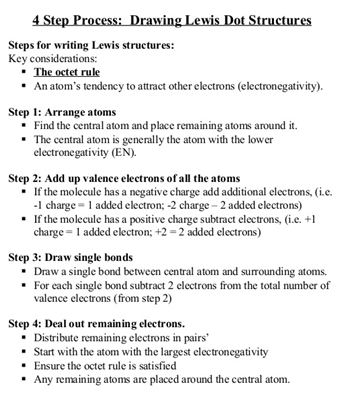 4 Step Process: Drawing Lewis Dot Structures
Steps for writing Lewis structures:
Key considerations:
▪ The octet rule
▪ An atom's tendency to attract other electrons (electronegativity).
Step 1: Arrange atoms
▪ Find the central atom and place remaining atoms around it.
▪ The central atom is generally the atom with the lower
electronegativity (EN).
Step 2: Add up valence electrons of all the atoms
▪ If the molecule has a negative charge add additional electrons, (i.e.
-1 charge = 1 added electron; -2 charge – 2 added electrons)
▪ If the molecule has a positive charge subtract electrons, (i.e. +1
charge = 1 added electron; +2 = 2 added electrons)
Step 3: Draw single bonds
▪ Draw a single bond between central atom and surrounding atoms.
▪ For each single bond subtract 2 electrons from the total number of
valence electrons (from step 2)
Step 4: Deal out remaining electrons.
▪ Distribute remaining electrons in pairs'
▪ Start with the atom with the largest electronegativity
▪ Ensure the octet rule is satisfied
▪ Any remaining atoms are placed around the central atom.